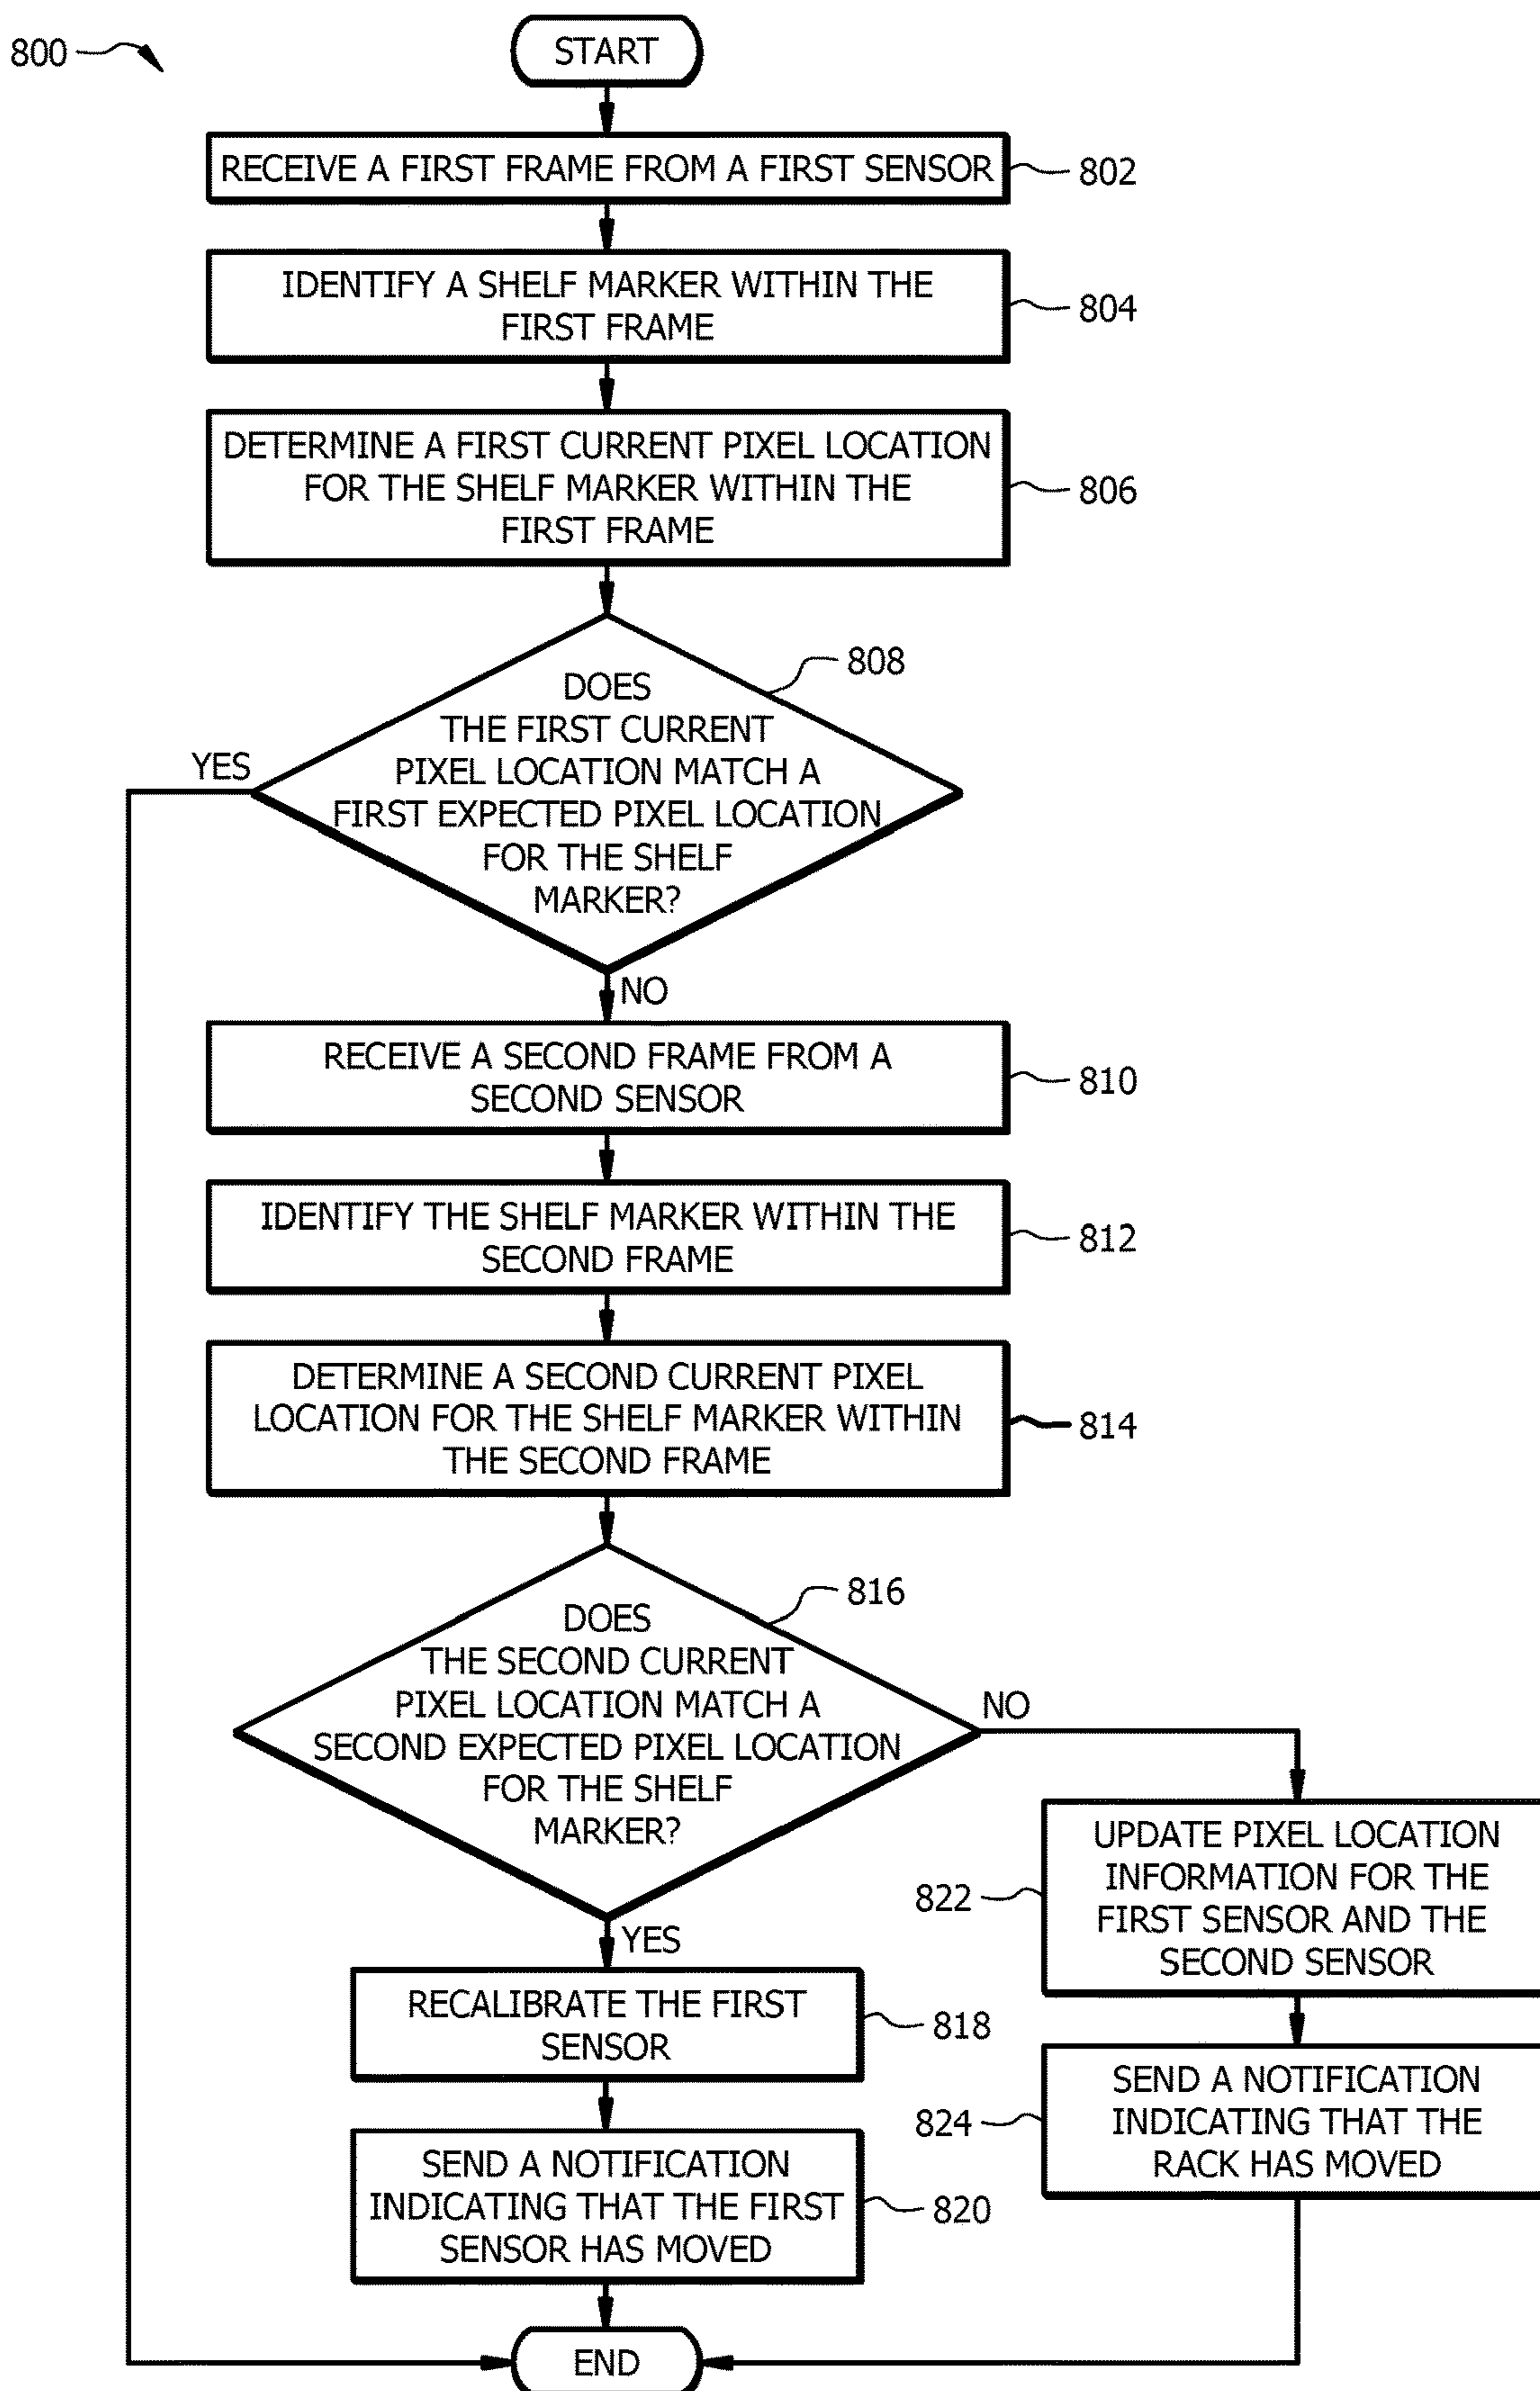 800
START
RECEIVE A FIRST FRAME FROM A FIRST SENSOR
802
IDENTIFY A SHELF MARKER WITHIN THE
FIRST FRAME
804
DETERMINE A FIRST CURRENT PIXEL LOCATION
FOR THE SHELF MARKER WITHIN THE
FIRST FRAME
806
808
DOES
THE FIRST CURRENT
PIXEL LOCATION MATCH A
FIRST EXPECTED PIXEL LOCATION
FOR THE SHELF
MARKER?
YES
NO
RECEIVE A SECOND FRAME FROM A
SECOND SENSOR
810
IDENTIFY THE SHELF MARKER WITHIN THE
SECOND FRAME
812
DETERMINE A SECOND CURRENT PIXEL
LOCATION FOR THE SHELF MARKER WITHIN
THE SECOND FRAME
814
816
DOES
THE SECOND CURRENT
PIXEL LOCATION MATCH A
SECOND EXPECTED PIXEL LOCATION
FOR THE SHELF
MARKER?
NO
YES
UPDATE PIXEL LOCATION
INFORMATION FOR THE
FIRST SENSOR AND THE
SECOND SENSOR
822
RECALIBRATE THE FIRST
SENSOR
818
SEND A NOTIFICATION
INDICATING THAT THE
RACK HAS MOVED
824
SEND A NOTIFICATION
INDICATING THAT THE FIRST
SENSOR HAS MOVED
820
END